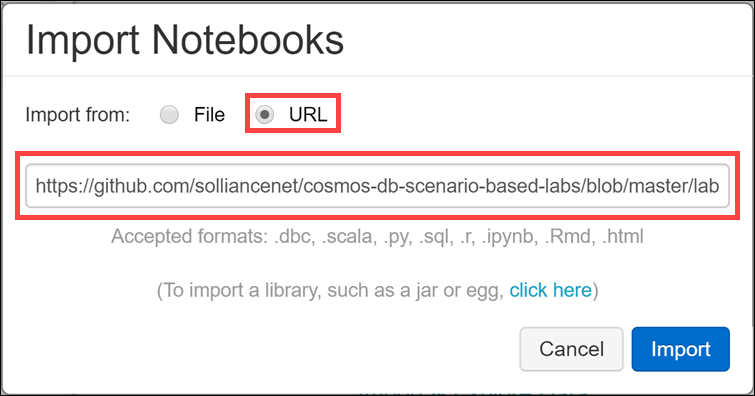 Import Notebooks
Import from: File URL
https://github.com/solliancenet/cosmos-db-scenario-based-labs/blob/master/lab
Accepted formats: .dbc, .scala, .py, .sql, .r, .ipynb, .Rmd, .html
(To import a library, such as a jar or egg, click here)
Cancel Import